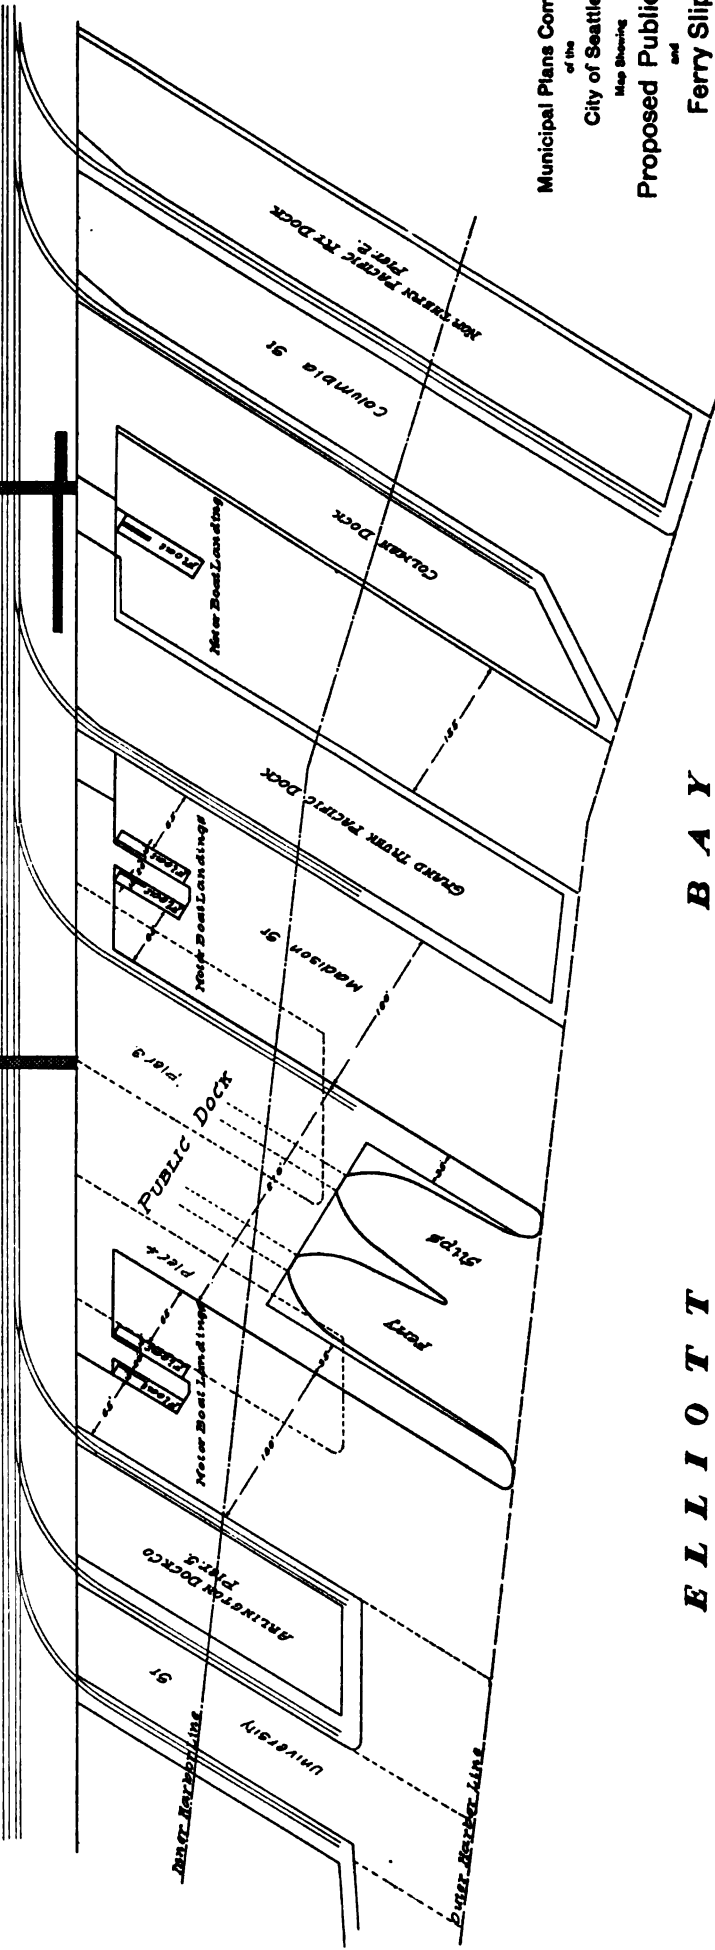 Municipal Plans Com
of the
City of Seattle
Map Showing
Proposed Public
and
Ferry Slip
NORTHERN PACIFIC RY DOCK
Pier 2.
Columbia St
COLMAN DOCK
Float
Motor Boat Landing
155'
GRAND TRUNK PACIFIC DOCK
Float
Float
Motor Boat Landings
Madison St
Pier 3.
PUBLIC DOCK
Pier 4
Ferry
Slips
Float
Float
Motor Boat Landings
ARLINGTON DOCK CO
Pier 5.
University
St
Inner Harbor Line
Outer Harbor Line
ELLIOTT BAY